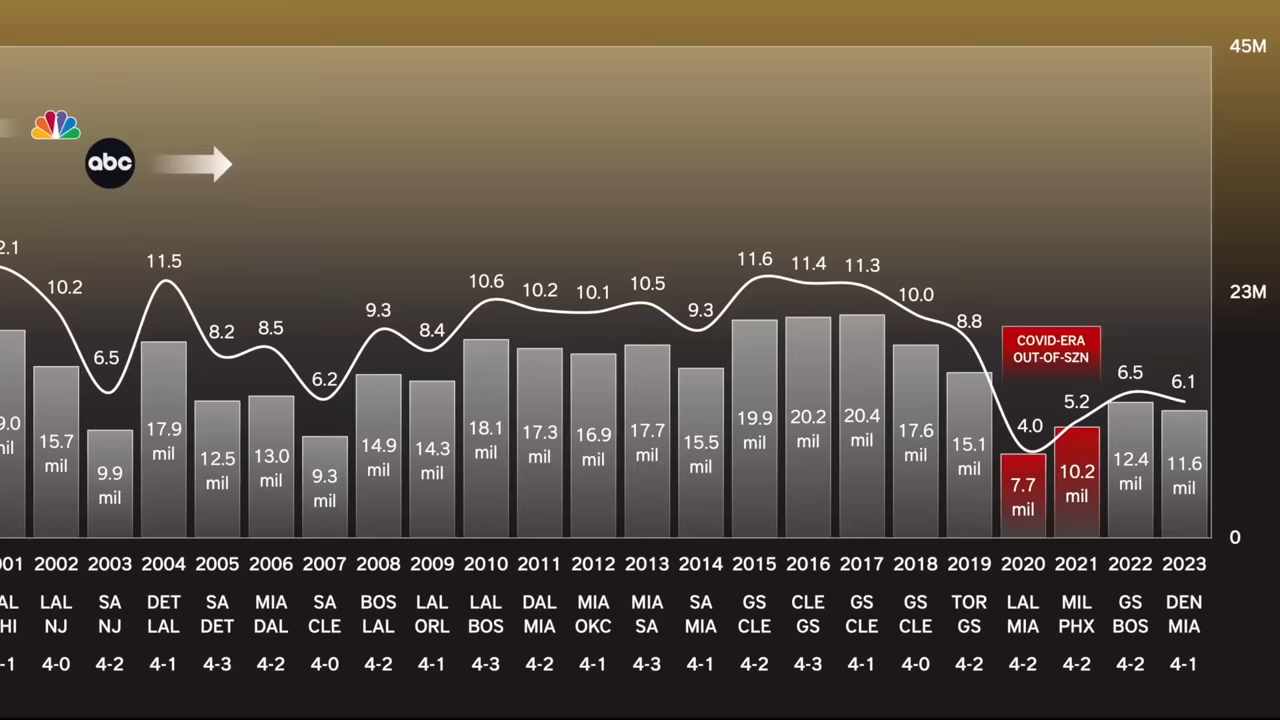 45M
abc
2.1
10.2
6.5
11.5
8.2
8.5
6.2
9.3
8.4
10.6
10.2
10.1
10.5
9.3
11.6
11.4
11.3
10.0
8.8
4.0
5.2
6.5
6.1
23M
COVID-ERA
OUT-OF-SZN
9.0
mil
15.7
mil
9.9
mil
17.9
mil
12.5
mil
13.0
mil
9.3
mil
14.9
mil
14.3
mil
18.1
mil
17.3
mil
16.9
mil
17.7
mil
15.5
mil
19.9
mil
20.2
mil
20.4
mil
17.6
mil
15.1
mil
7.7
mil
10.2
mil
12.4
mil
11.6
mil
0
01 2002 2003 2004 2005 2006 2007 2008 2009 2010 2011 2012 2013 2014 2015 2016 2017 2018 2019 2020 2021 2022 2023
AL LAL SA DET SA MIA SA BOS LAL LAL DAL MIA MIA SA GS CLE GS GS TOR LAL MIL GS DEN
HI NJ NJ LAL DET DAL CLE LAL ORL BOS MIA OKC SA MIA CLE GS CLE CLE GS MIA PHX BOS MIA
-1 4-0 4-2 4-1 4-3 4-2 4-0 4-2 4-1 4-3 4-2 4-1 4-3 4-1 4-2 4-3 4-1 4-0 4-2 4-2 4-2 4-2 4-1